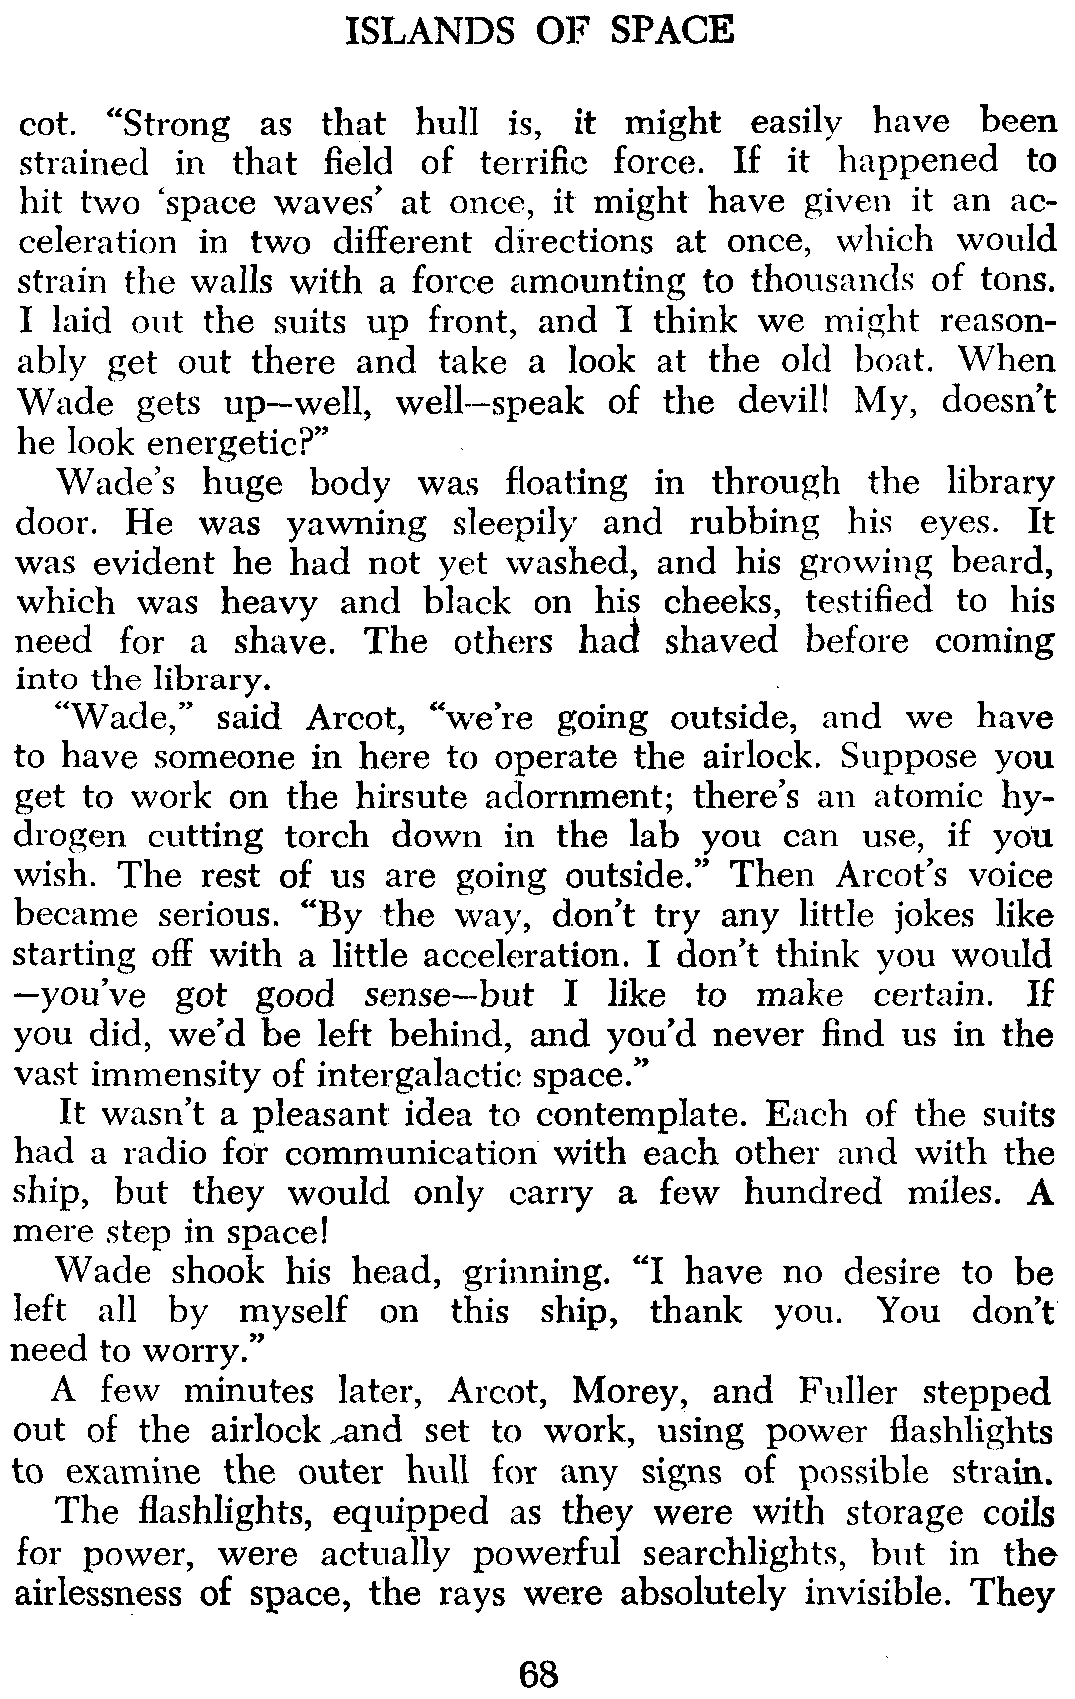 ISLANDS OF SPACE
cot. “Strong as that hull is, it might easily have been
strained in that field of terrific force. If it happened to
hit two ‘space waves’ at once, it might have given it an ac-
celeration in two different directions at once, which would
strain the walls with a force amounting to thousands of tons.
I laid out the suits up front, and I think we might reason-
ably get out there and take a look at the old boat. When
Wade gets up—well, well—speak of the devil! My, doesn't
he look energetic?”
Wade's huge body was floating in through the library
door. He was yawning sleepily and rubbing his eyes. It
was evident he had not yet washed, and his growing beard,
which was heavy and black on his cheeks, testified to his
need for a shave. The others had shaved before coming
into the library.
“Wade,” said Arcot, “we're going outside, and we have
to have someone in here to operate the airlock. Suppose you
get to work on the hirsute adornment; there's an atomic hy-
drogen cutting torch down in the lab you can use, if you
wish. The rest of us are going outside.” Then Arcot's voice
became serious. “By the way, don't try any little jokes like
starting off with a little acceleration. I don't think you would
—you've got good sense—but I like to make certain. If
you did, we'd be left behind, and you'd never find us in the
vast immensity of intergalactic space.”
It wasn't a pleasant idea to contemplate. Each of the suits
had a radio for communication with each other and with the
ship, but they would only carry a few hundred miles. A
mere step in space!
Wade shook his head, grinning. “I have no desire to be
left all by myself on this ship, thank you. You don't
need to worry.”
A few minutes later, Arcot, Morey, and Fuller stepped
out of the airlock and set to work, using power flashlights
to examine the outer hull for any signs of possible strain.
The flashlights, equipped as they were with storage coils
for power, were actually powerful searchlights, but in the
airlessness of space, the rays were absolutely invisible. They
68